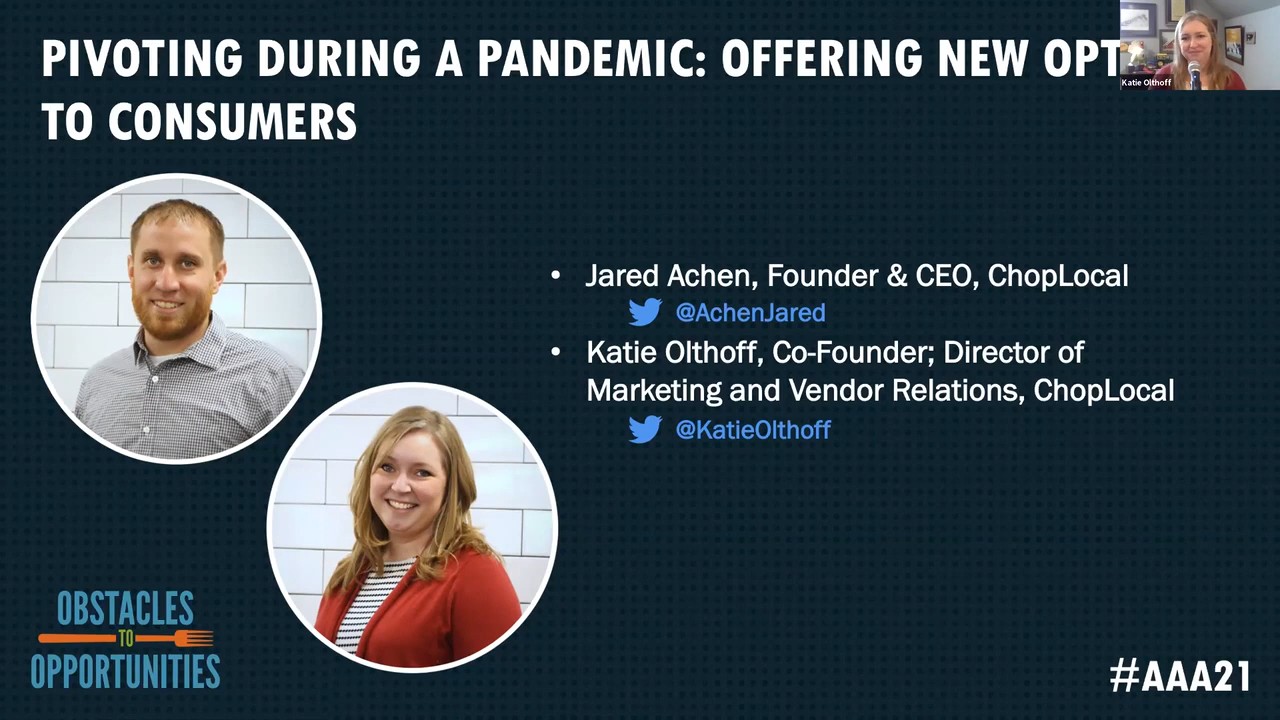 PIVOTING DURING A PANDEMIC: OFFERING NEW OPT
TO CONSUMERS
Katie Olthoff
• Jared Achen, Founder & CEO, ChopLocal
@AchenJared
• Katie Olthoff, Co-Founder; Director of
Marketing and Vendor Relations, ChopLocal
@KatieOlthoff
OBSTACLES
TO
OPPORTUNITIES
#AAA21